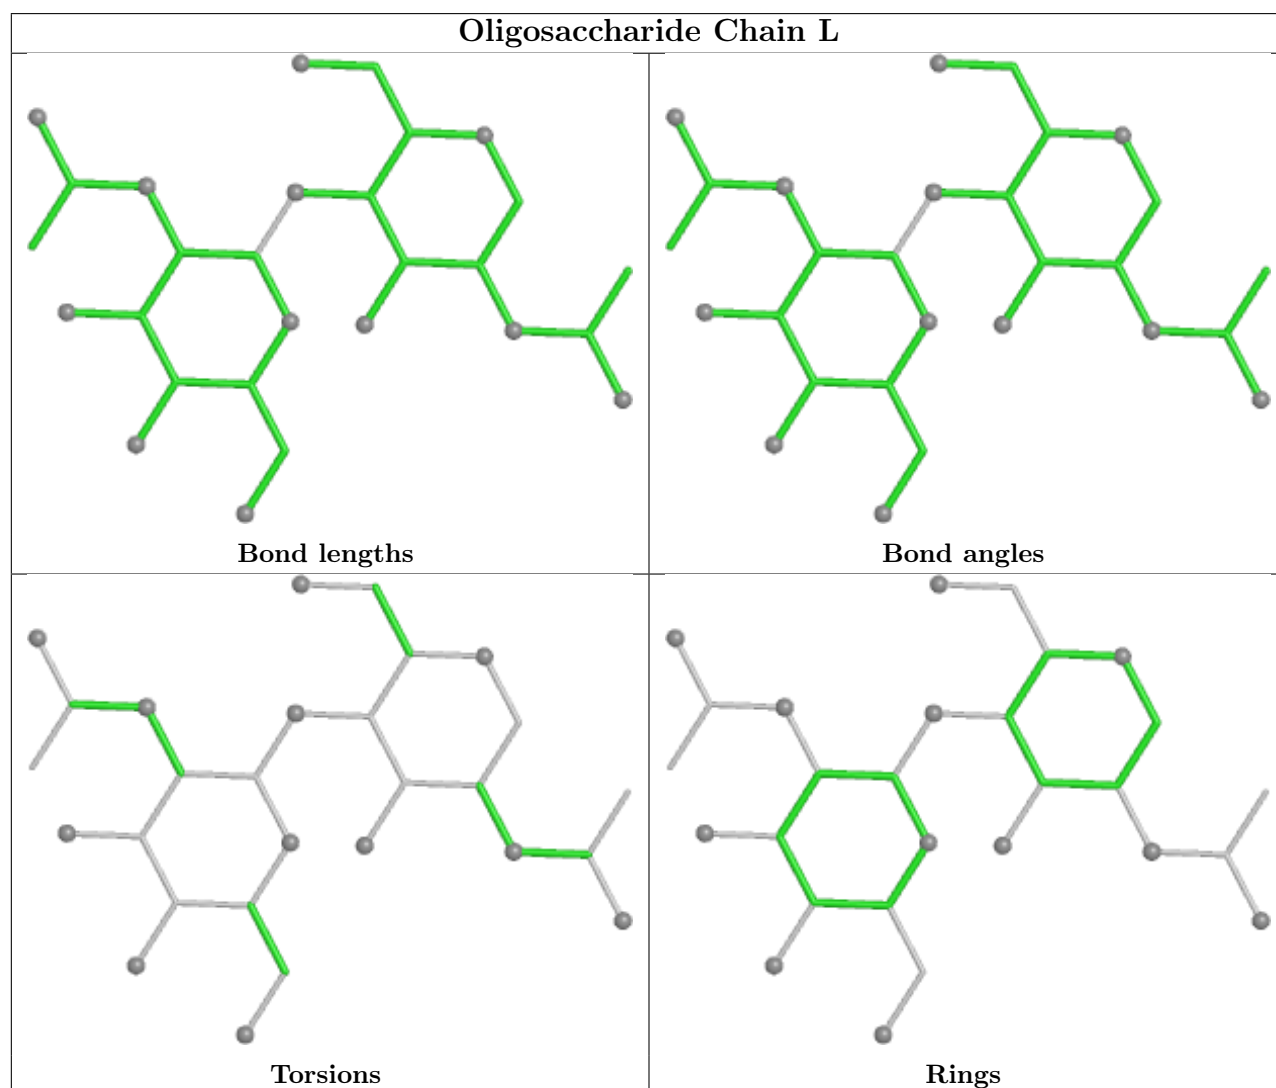 Oligosaccharide Chain L
Bond lengths
Bond angles
Torsions
Rings